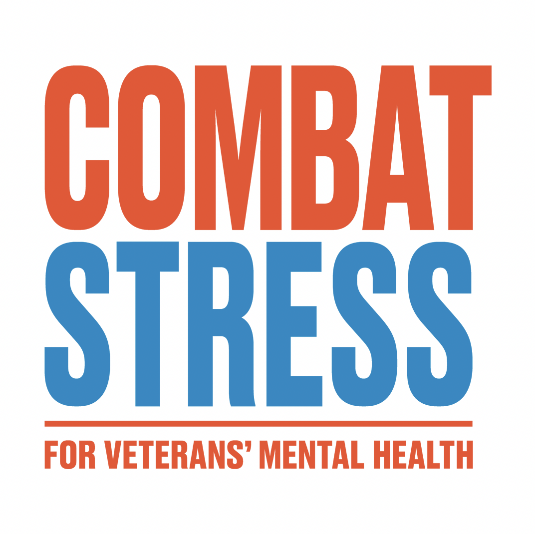 COMBAT
STRESS
FOR VETERANS’ MENTAL HEALTH